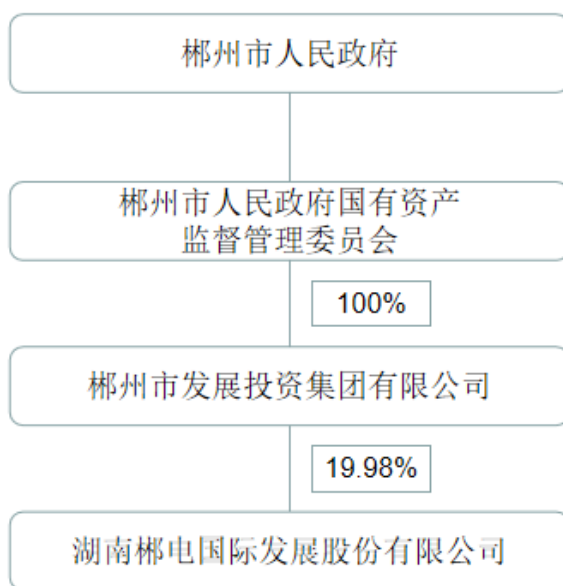 郴州市人民政府
郴州市人民政府国有资产
监督管理委员会
100%
郴州市发展投资集团有限公司
19.98%
湖南郴电国际发展股份有限公司